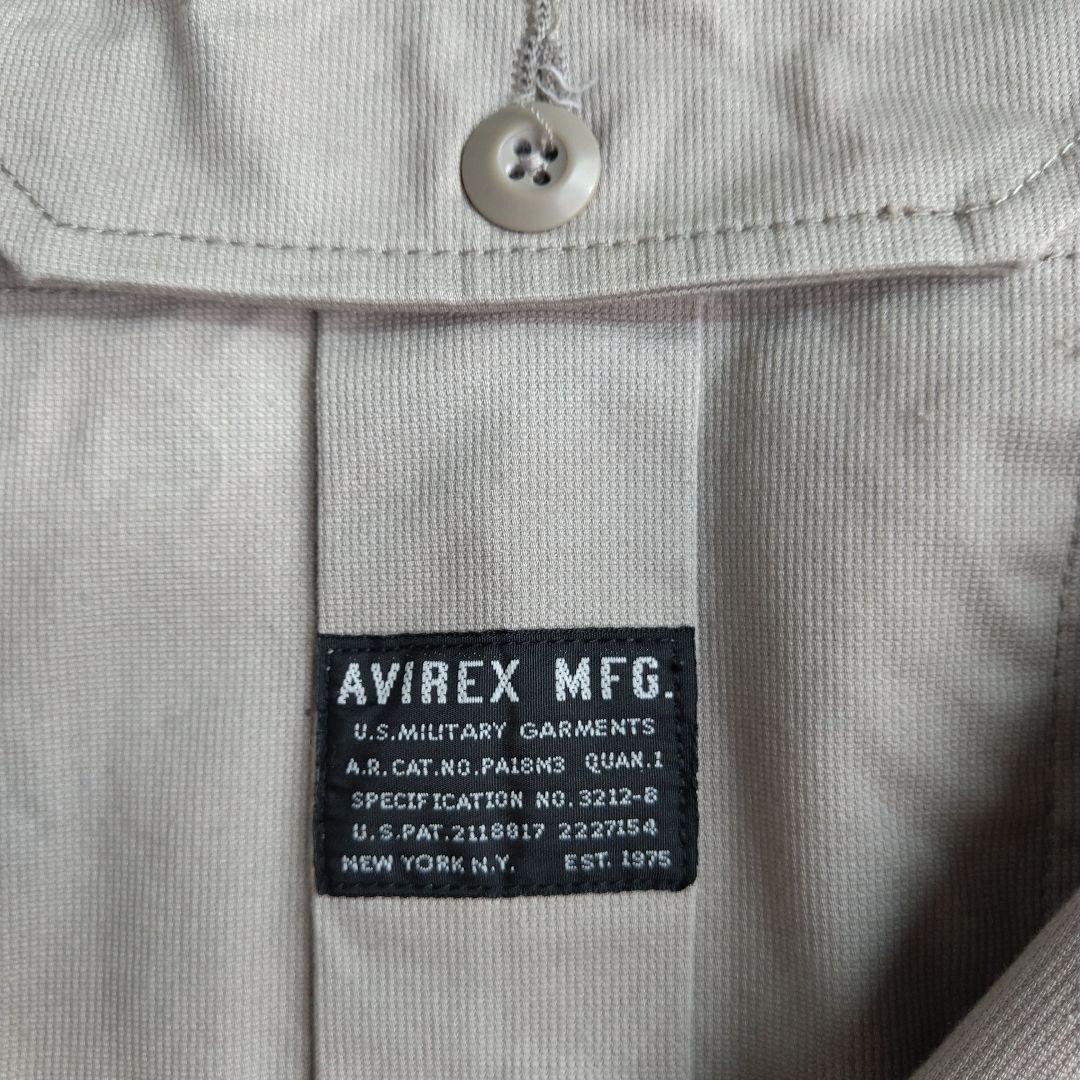 AVIREX MFG.
U.S.MILITARY GARMENTS
A.R.CAT.NO.PA18M3 QUAN.1
SPECIFICATION NO.3212-8
U.S.PAT.2118817 2227154
NEW YORK N.Y. EST.1975